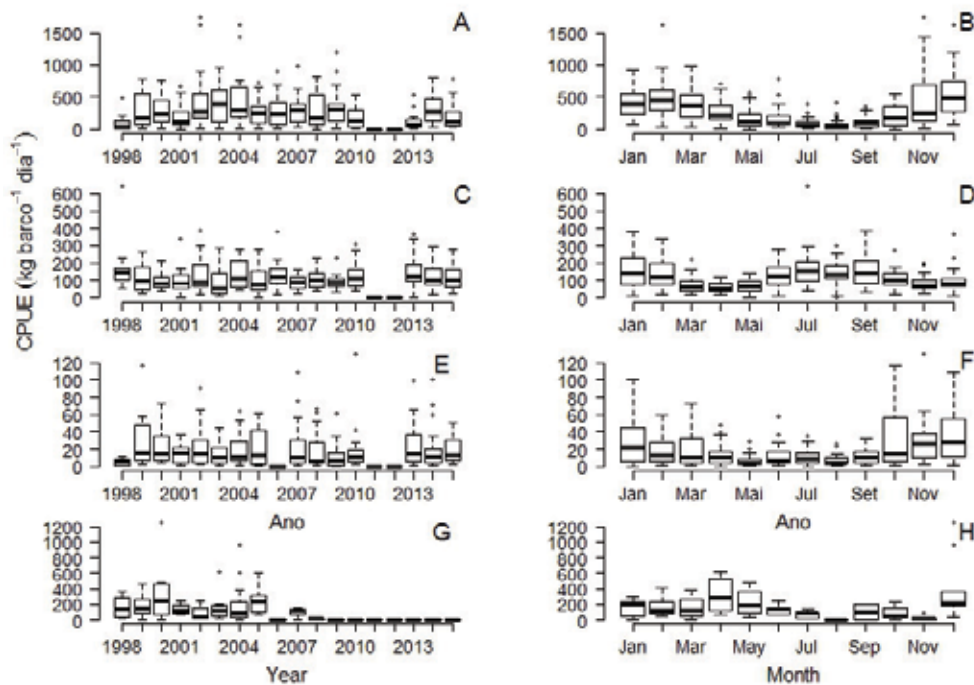 CPUE (kg barco⁻¹ dia⁻¹)
A
1500
500
0
1998 2001 2004 2007 2010 2013
B
1500
500
0
Jan Mar Mai Jul Set Nov
C
600
500
400
300
200
100
0
1998 2001 2004 2007 2010 2013
D
600
500
400
300
200
100
0
Jan Mar Mai Jul Set Nov
E
120
80
60
40
20
0
1998 2001 2004 2007 2010 2013
Ano
F
120
80
60
40
20
0
Jan Mar Mai Jul Set Nov
Ano
G
1200
1000
800
600
400
200
0
1998 2001 2004 2007 2010 2013
Year
H
1200
1000
800
600
400
200
0
Jan Mar May Jul Sep Nov
Month